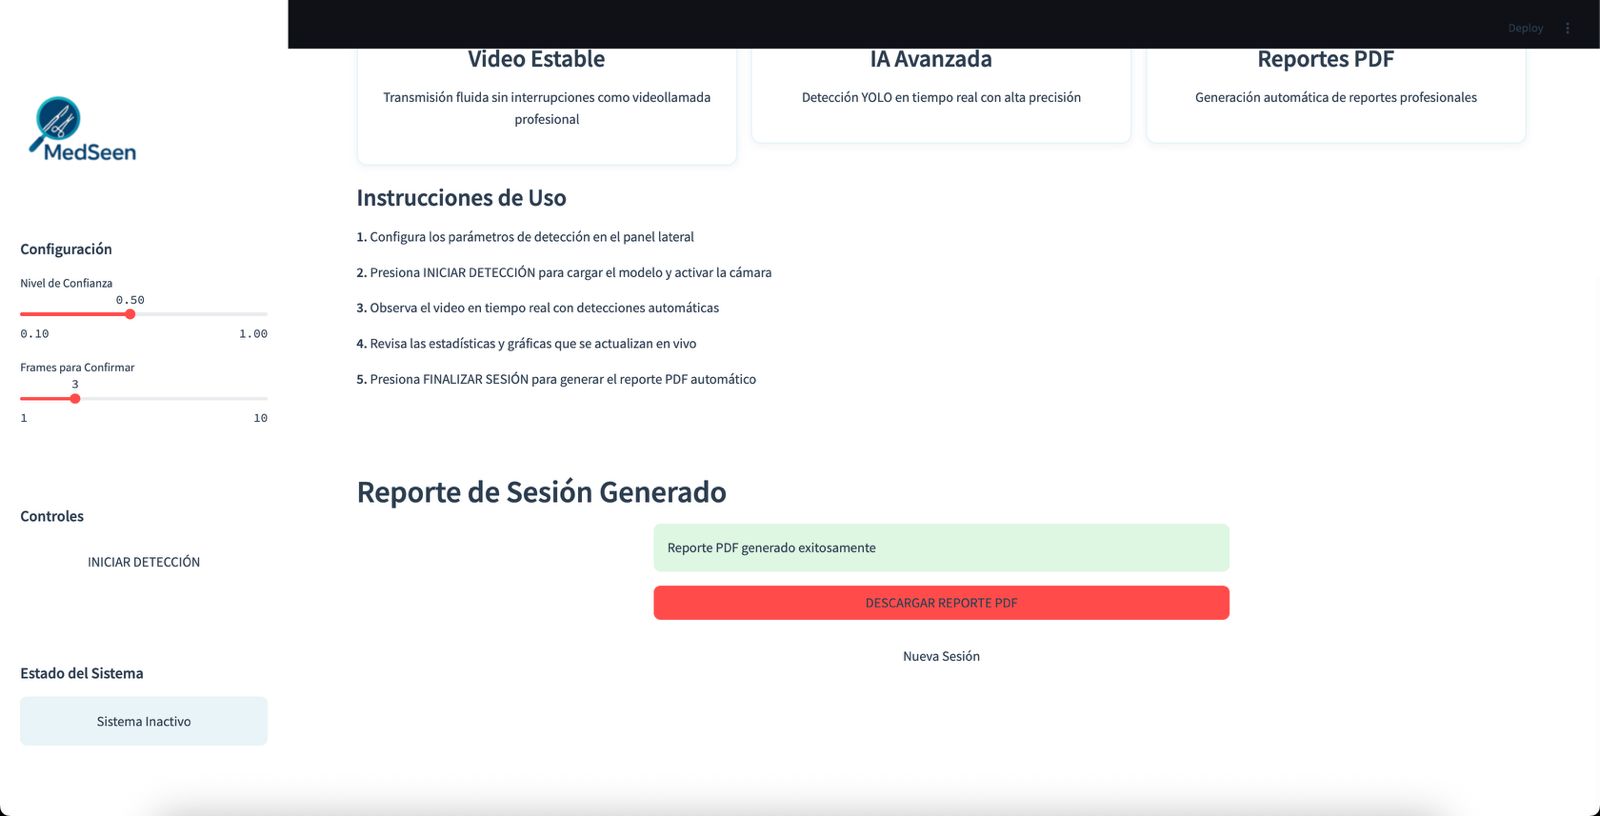 Deploy
MedSeen
Configuración
Nivel de Confianza
0.50
0.10 1.00
Frames para Confirmar
3
1 10
Controles
INICIAR DETECCIÓN
Estado del Sistema
Sistema Inactivo
Video Estable
Transmisión fluida sin interrupciones como videollamada
profesional
IA Avanzada
Detección YOLO en tiempo real con alta precisión
Reportes PDF
Generación automática de reportes profesionales
Instrucciones de Uso
1. Configura los parámetros de detección en el panel lateral
2. Presiona INICIAR DETECCIÓN para cargar el modelo y activar la cámara
3. Observa el video en tiempo real con detecciones automáticas
4. Revisa las estadísticas y gráficas que se actualizan en vivo
5. Presiona FINALIZAR SESIÓN para generar el reporte PDF automático
Reporte de Sesión Generado
Reporte PDF generado exitosamente
DESCARGAR REPORTE PDF
Nueva Sesión